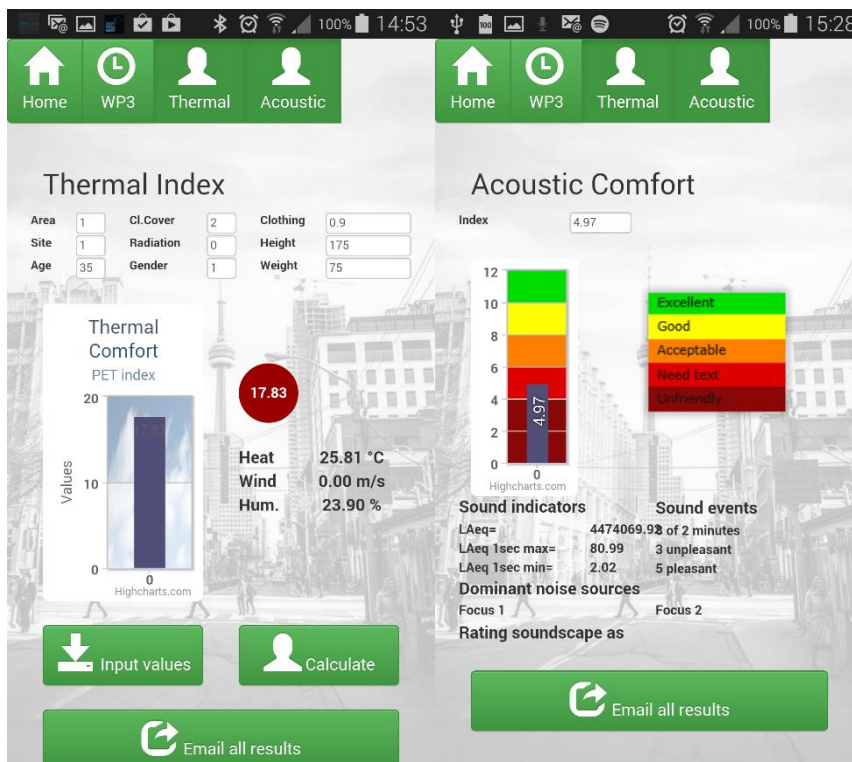 100% 14:53
Home WP3 Thermal Acoustic
Thermal Index
Area 1 Cl.Cover 2 Clothing 0.9
Site 1 Radiation 0 Height 175
Age 35 Gender 1 Weight 75
Thermal
Comfort
PET index
20
17.83
Values
10
0
0
Highcharts.com
17.83
Heat 25.81 °C
Wind 0.00 m/s
Hum. 23.90 %
Input values
Calculate
Email all results
100 100% 15:28
Home WP3 Thermal Acoustic
Acoustic Comfort
Index 4.97
12
10
8
6
4
2
0
4.97
0
Highcharts.com
Excellent
Good
Acceptable
Need text
Unfriendly
Sound indicators
LAeq= 4474069.92
LAeq 1sec max= 80.99
LAeq 1sec min= 2.02
Sound events
8 of 2 minutes
3 unpleasant
5 pleasant
Dominant noise sources
Focus 1 Focus 2
Rating soundscape as
Email all results